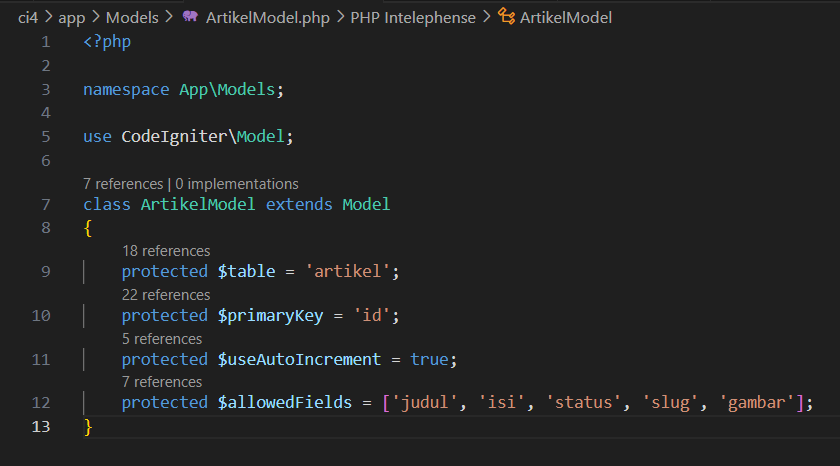 ci4 > app > Models > ArtikelModel.php > PHP Intelephense > ArtikelModel
1 <?php
2
3 namespace App\Models;
4
5 use CodeIgniter\Model;
6
7 references | 0 implementations
7 class ArtikelModel extends Model
8 {
18 references
9 protected $table = 'artikel';
22 references
10 protected $primaryKey = 'id';
5 references
11 protected $useAutoIncrement = true;
7 references
12 protected $allowedFields = ['judul', 'isi', 'status', 'slug', 'gambar'];
13 }